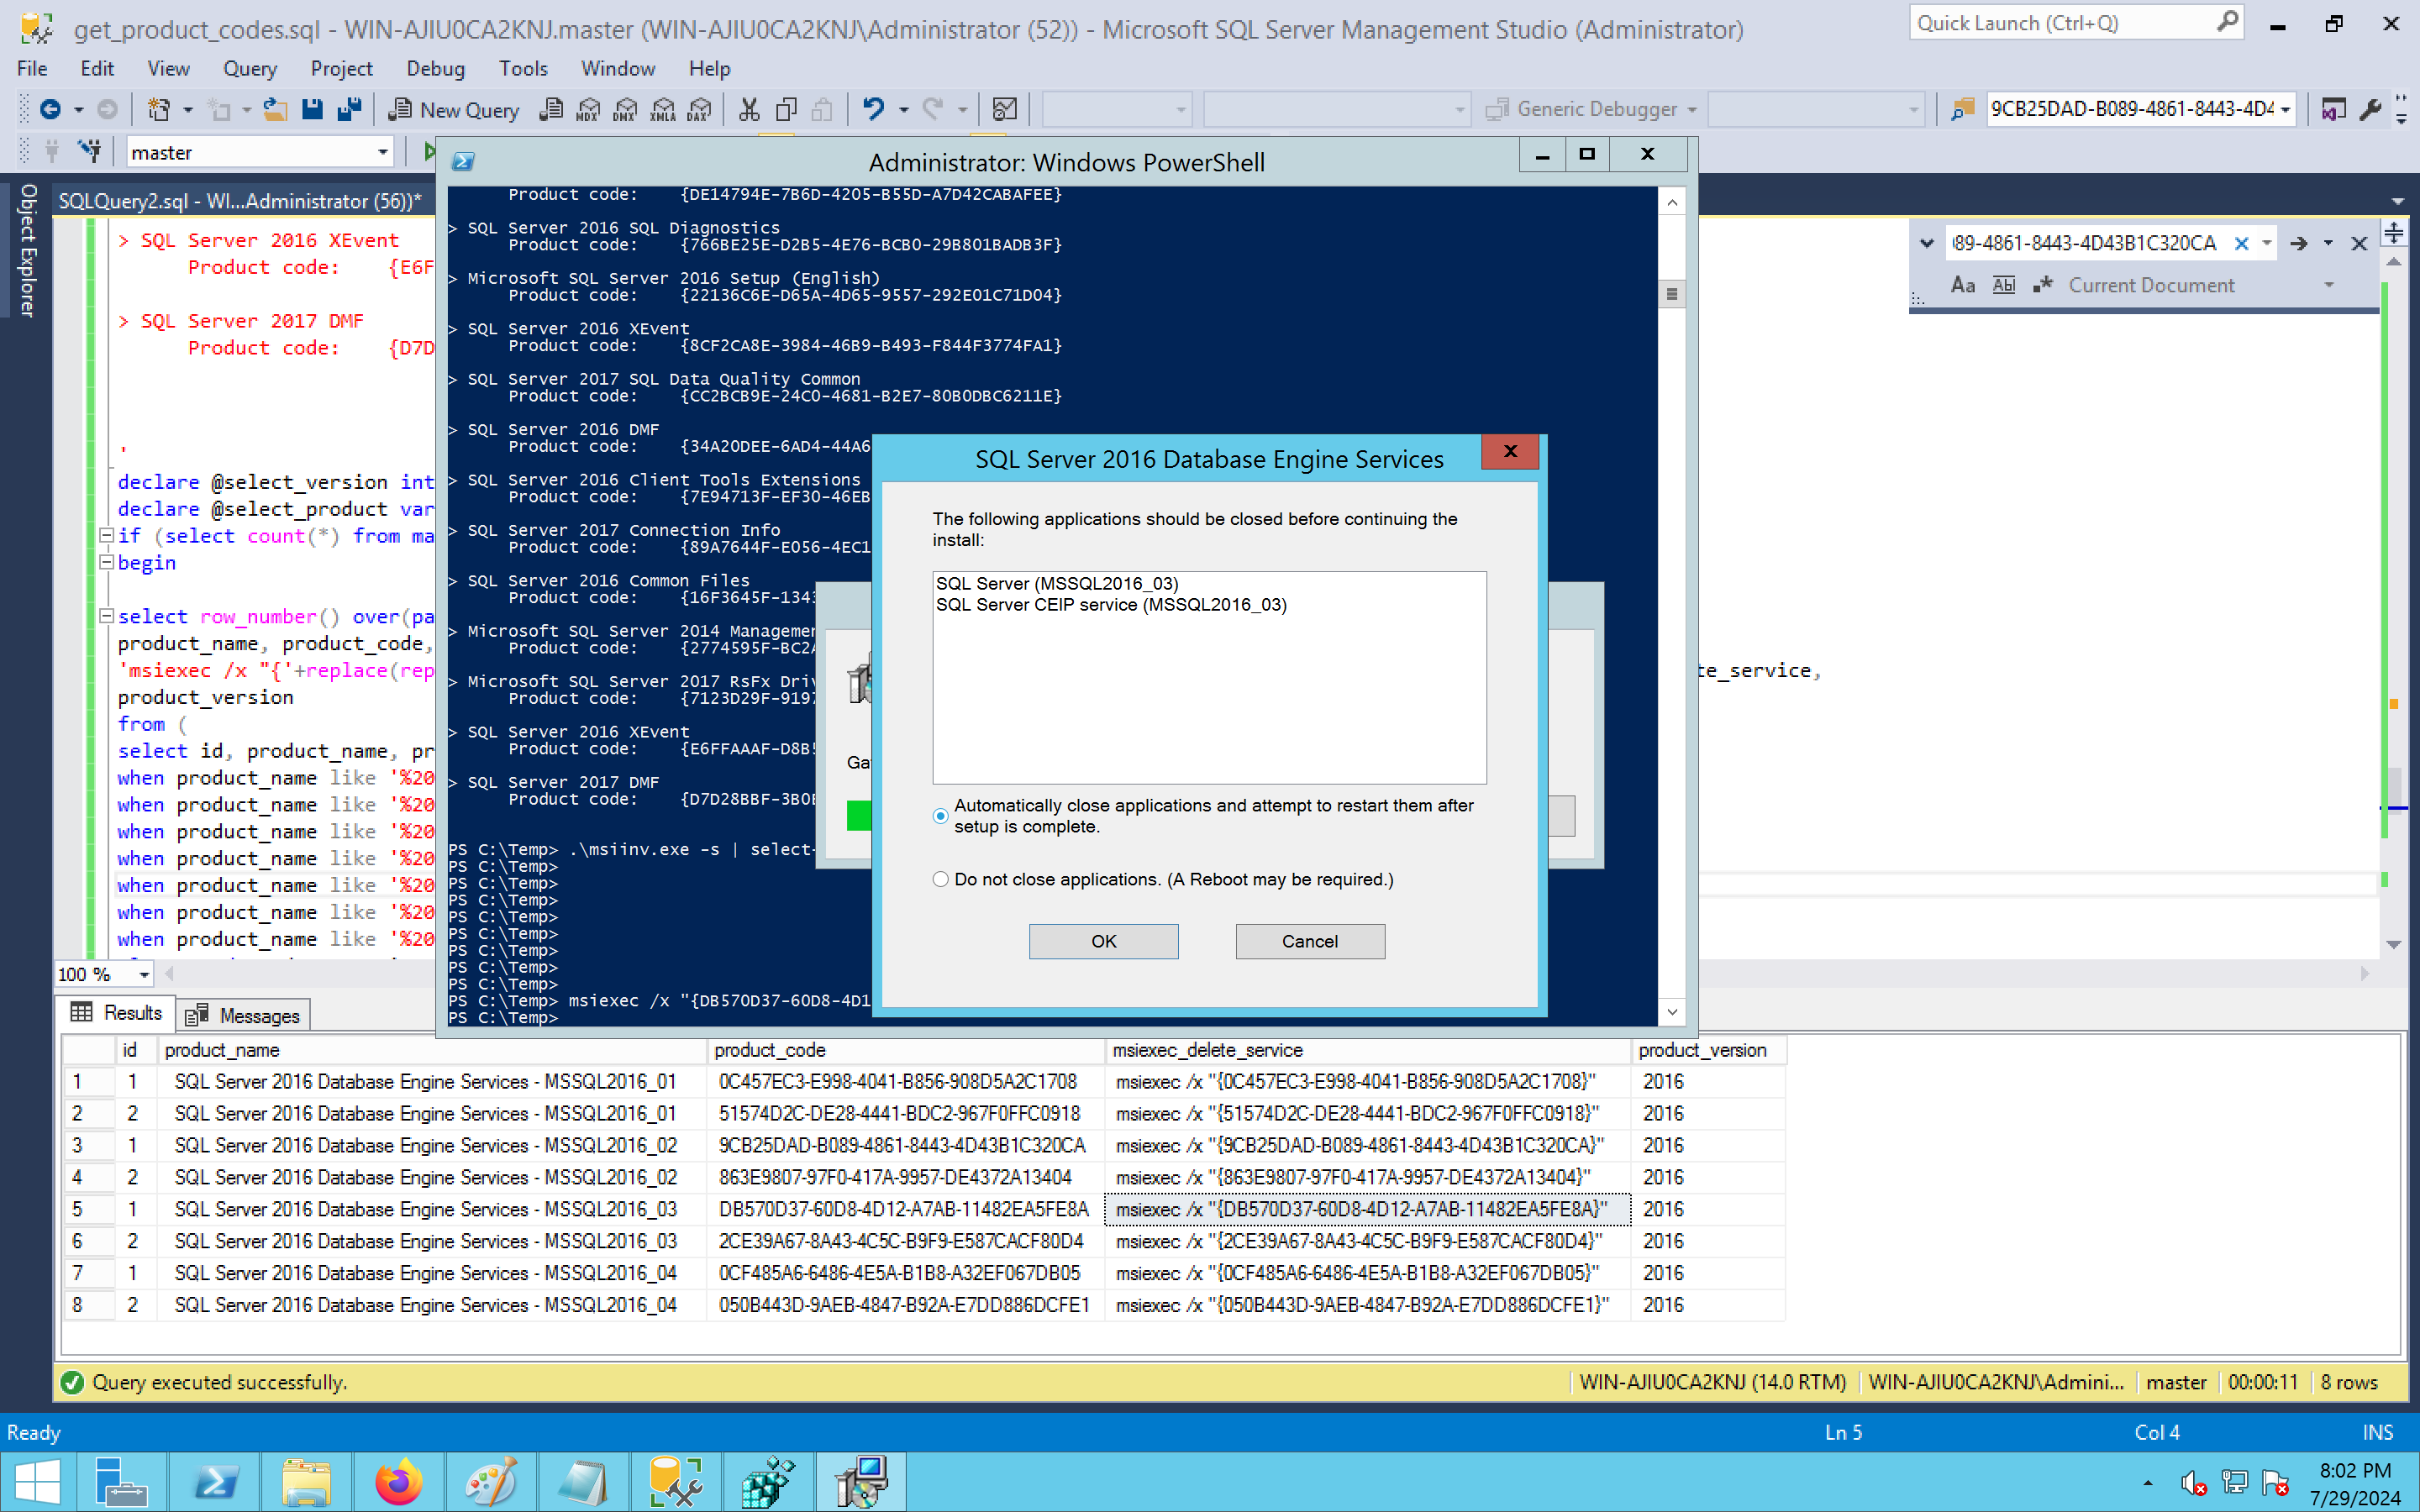 get_product_codes.sql - WIN-AJIU0CA2KNJ.master (WIN-AJIU0CA2KNJ\Administrator (52)) - Microsoft SQL Server Management Studio (Administrator)
Quick Launch (Ctrl+Q)
File Edit View Query Project Debug Tools Window Help
New Query MDX DMX XMLA DAX Generic Debugger 9CB25DAD-B089-4861-8443-4D4
master
Administrator: Windows PowerShell
Object Explorer
SQLQuery2.sql - WI...Administrator (56))*
> SQL Server 2016 XEvent
Product code: {E6F
> SQL Server 2017 DMF
Product code: {D7D
'
declare @select_version int
declare @select_product var
if (select count(*) from ma
begin
select row_number() over(pa
product_name, product_code,
'msiexec /x "{'+replace(rep
product_version
from (
select id, product_name, pr
when product_name like '%20
when product_name like '%20
when product_name like '%20
when product_name like '%20
when product_name like '%20
when product_name like '%20
when product_name like '%20
te_service,
89-4861-8443-4D43B1C320CA
Aa Abl Current Document
Product code: {DE14794E-7B6D-4205-B55D-A7D42CABAFEE}
> SQL Server 2016 SQL Diagnostics
Product code: {766BE25E-D2B5-4E76-BCB0-29B801BADB3F}
> Microsoft SQL Server 2016 Setup (English)
Product code: {22136C6E-D65A-4D65-9557-292E01C71D04}
> SQL Server 2016 XEvent
Product code: {8CF2CA8E-3984-46B9-B493-F844F3774FA1}
> SQL Server 2017 SQL Data Quality Common
Product code: {CC2BCB9E-24C0-4681-B2E7-80B0DBC6211E}
> SQL Server 2016 DMF
Product code: {34A20DEE-6AD4-44A6
> SQL Server 2016 Client Tools Extensions
Product code: {7E94713F-EF30-46EB
> SQL Server 2017 Connection Info
Product code: {89A7644F-E056-4EC1
> SQL Server 2016 Common Files
Product code: {16F3645F-1343
> Microsoft SQL Server 2014 Managemen
Product code: {2774595F-BC2A
> Microsoft SQL Server 2017 RsFx Driv
Product code: {7123D29F-9197
> SQL Server 2016 XEvent
Product code: {E6FFAAAF-D8B5
> SQL Server 2017 DMF
Product code: {D7D28BBF-3B0E
PS C:\Temp> .\msiinv.exe -s | select-
PS C:\Temp>
PS C:\Temp>
PS C:\Temp>
PS C:\Temp>
PS C:\Temp>
PS C:\Temp>
PS C:\Temp>
PS C:\Temp>
PS C:\Temp> msiexec /x "{DB570D37-60D8-4D1
PS C:\Temp>
Ga
SQL Server 2016 Database Engine Services
The following applications should be closed before continuing the
install:
SQL Server (MSSQL2016_03)
SQL Server CEIP service (MSSQL2016_03)
Automatically close applications and attempt to restart them after
setup is complete.
Do not close applications. (A Reboot may be required.)
OK Cancel
100 %
Results Messages
id product_name product_code msiexec_delete_service product_version
1 1 SQL Server 2016 Database Engine Services - MSSQL2016_01 0C457EC3-E998-4041-B856-908D5A2C1708 msiexec /x "{0C457EC3-E998-4041-B856-908D5A2C1708}" 2016
2 2 SQL Server 2016 Database Engine Services - MSSQL2016_01 51574D2C-DE28-4441-BDC2-967F0FFC0918 msiexec /x "{51574D2C-DE28-4441-BDC2-967F0FFC0918}" 2016
3 1 SQL Server 2016 Database Engine Services - MSSQL2016_02 9CB25DAD-B089-4861-8443-4D43B1C320CA msiexec /x "{9CB25DAD-B089-4861-8443-4D43B1C320CA}" 2016
4 2 SQL Server 2016 Database Engine Services - MSSQL2016_02 863E9807-97F0-417A-9957-DE4372A13404 msiexec /x "{863E9807-97F0-417A-9957-DE4372A13404}" 2016
5 1 SQL Server 2016 Database Engine Services - MSSQL2016_03 DB570D37-60D8-4D12-A7AB-11482EA5FE8A msiexec /x "{DB570D37-60D8-4D12-A7AB-11482EA5FE8A}" 2016
6 2 SQL Server 2016 Database Engine Services - MSSQL2016_03 2CE39A67-8A43-4C5C-B9F9-E587CACF80D4 msiexec /x "{2CE39A67-8A43-4C5C-B9F9-E587CACF80D4}" 2016
7 1 SQL Server 2016 Database Engine Services - MSSQL2016_04 0CF485A6-6486-4E5A-B1B8-A32EF067DB05 msiexec /x "{0CF485A6-6486-4E5A-B1B8-A32EF067DB05}" 2016
8 2 SQL Server 2016 Database Engine Services - MSSQL2016_04 050B443D-9AEB-4847-B92A-E7DD886DCFE1 msiexec /x "{050B443D-9AEB-4847-B92A-E7DD886DCFE1}" 2016
Query executed successfully. WIN-AJIU0CA2KNJ (14.0 RTM) WIN-AJIU0CA2KNJ\Admini... master 00:00:11 8 rows
Ready Ln 5 Col 4 INS
8:02 PM
7/29/2024